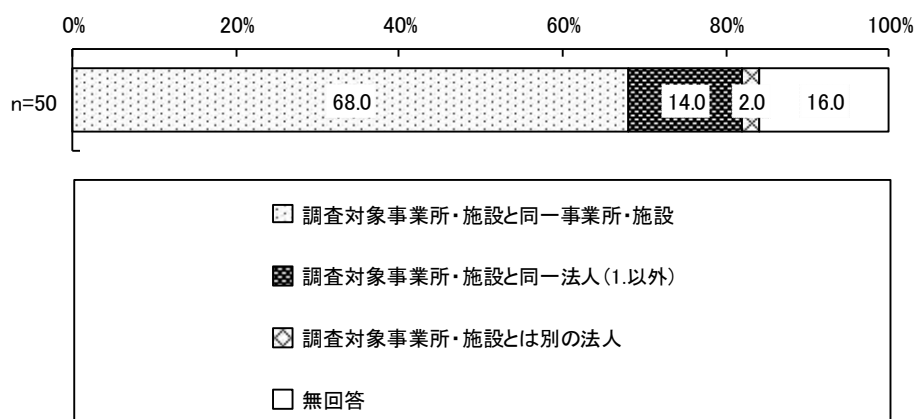 0% 20% 40% 60% 80% 100%
n=50 68.0 14.0 2.0 16.0
調査対象事業所・施設と同一事業所・施設
調査対象事業所・施設と同一法人(1.以外)
調査対象事業所・施設とは別の法人
無回答